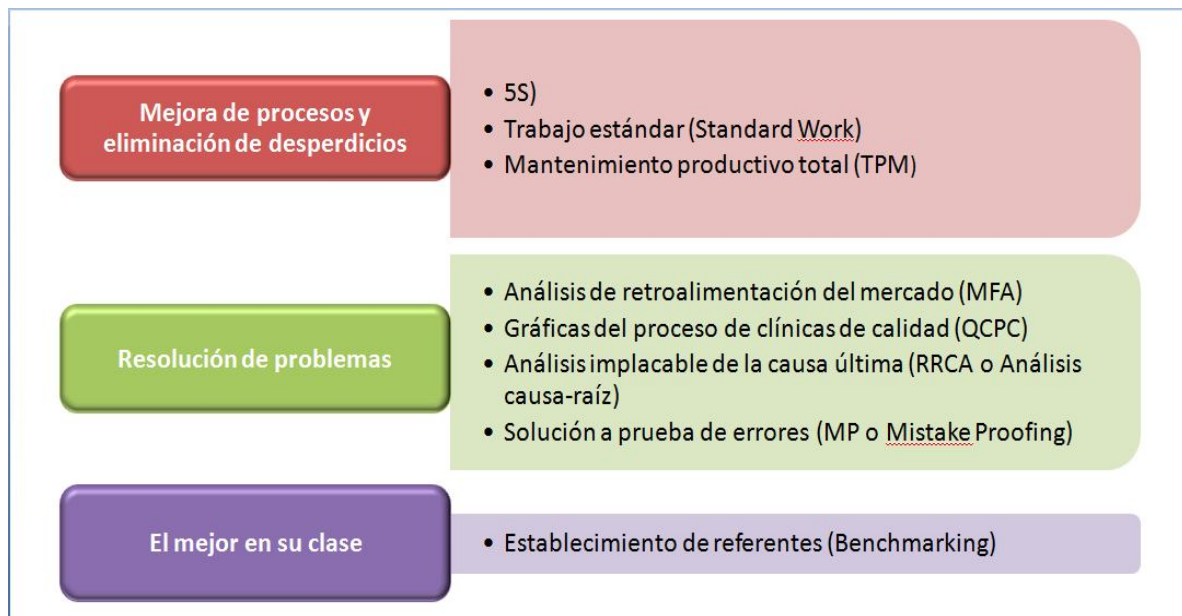 Mejora de procesos y
eliminación de desperdicios
• 5S)
• Trabajo estándar (Standard Work)
• Mantenimiento productivo total (TPM)
Resolución de problemas
• Análisis de retroalimentación del mercado (MFA)
• Gráficas del proceso de clínicas de calidad (QCPC)
• Análisis implacable de la causa última (RRCA o Análisis
causa-raíz)
• Solución a prueba de errores (MP o Mistake Proofing)
El mejor en su clase
• Establecimiento de referentes (Benchmarking)